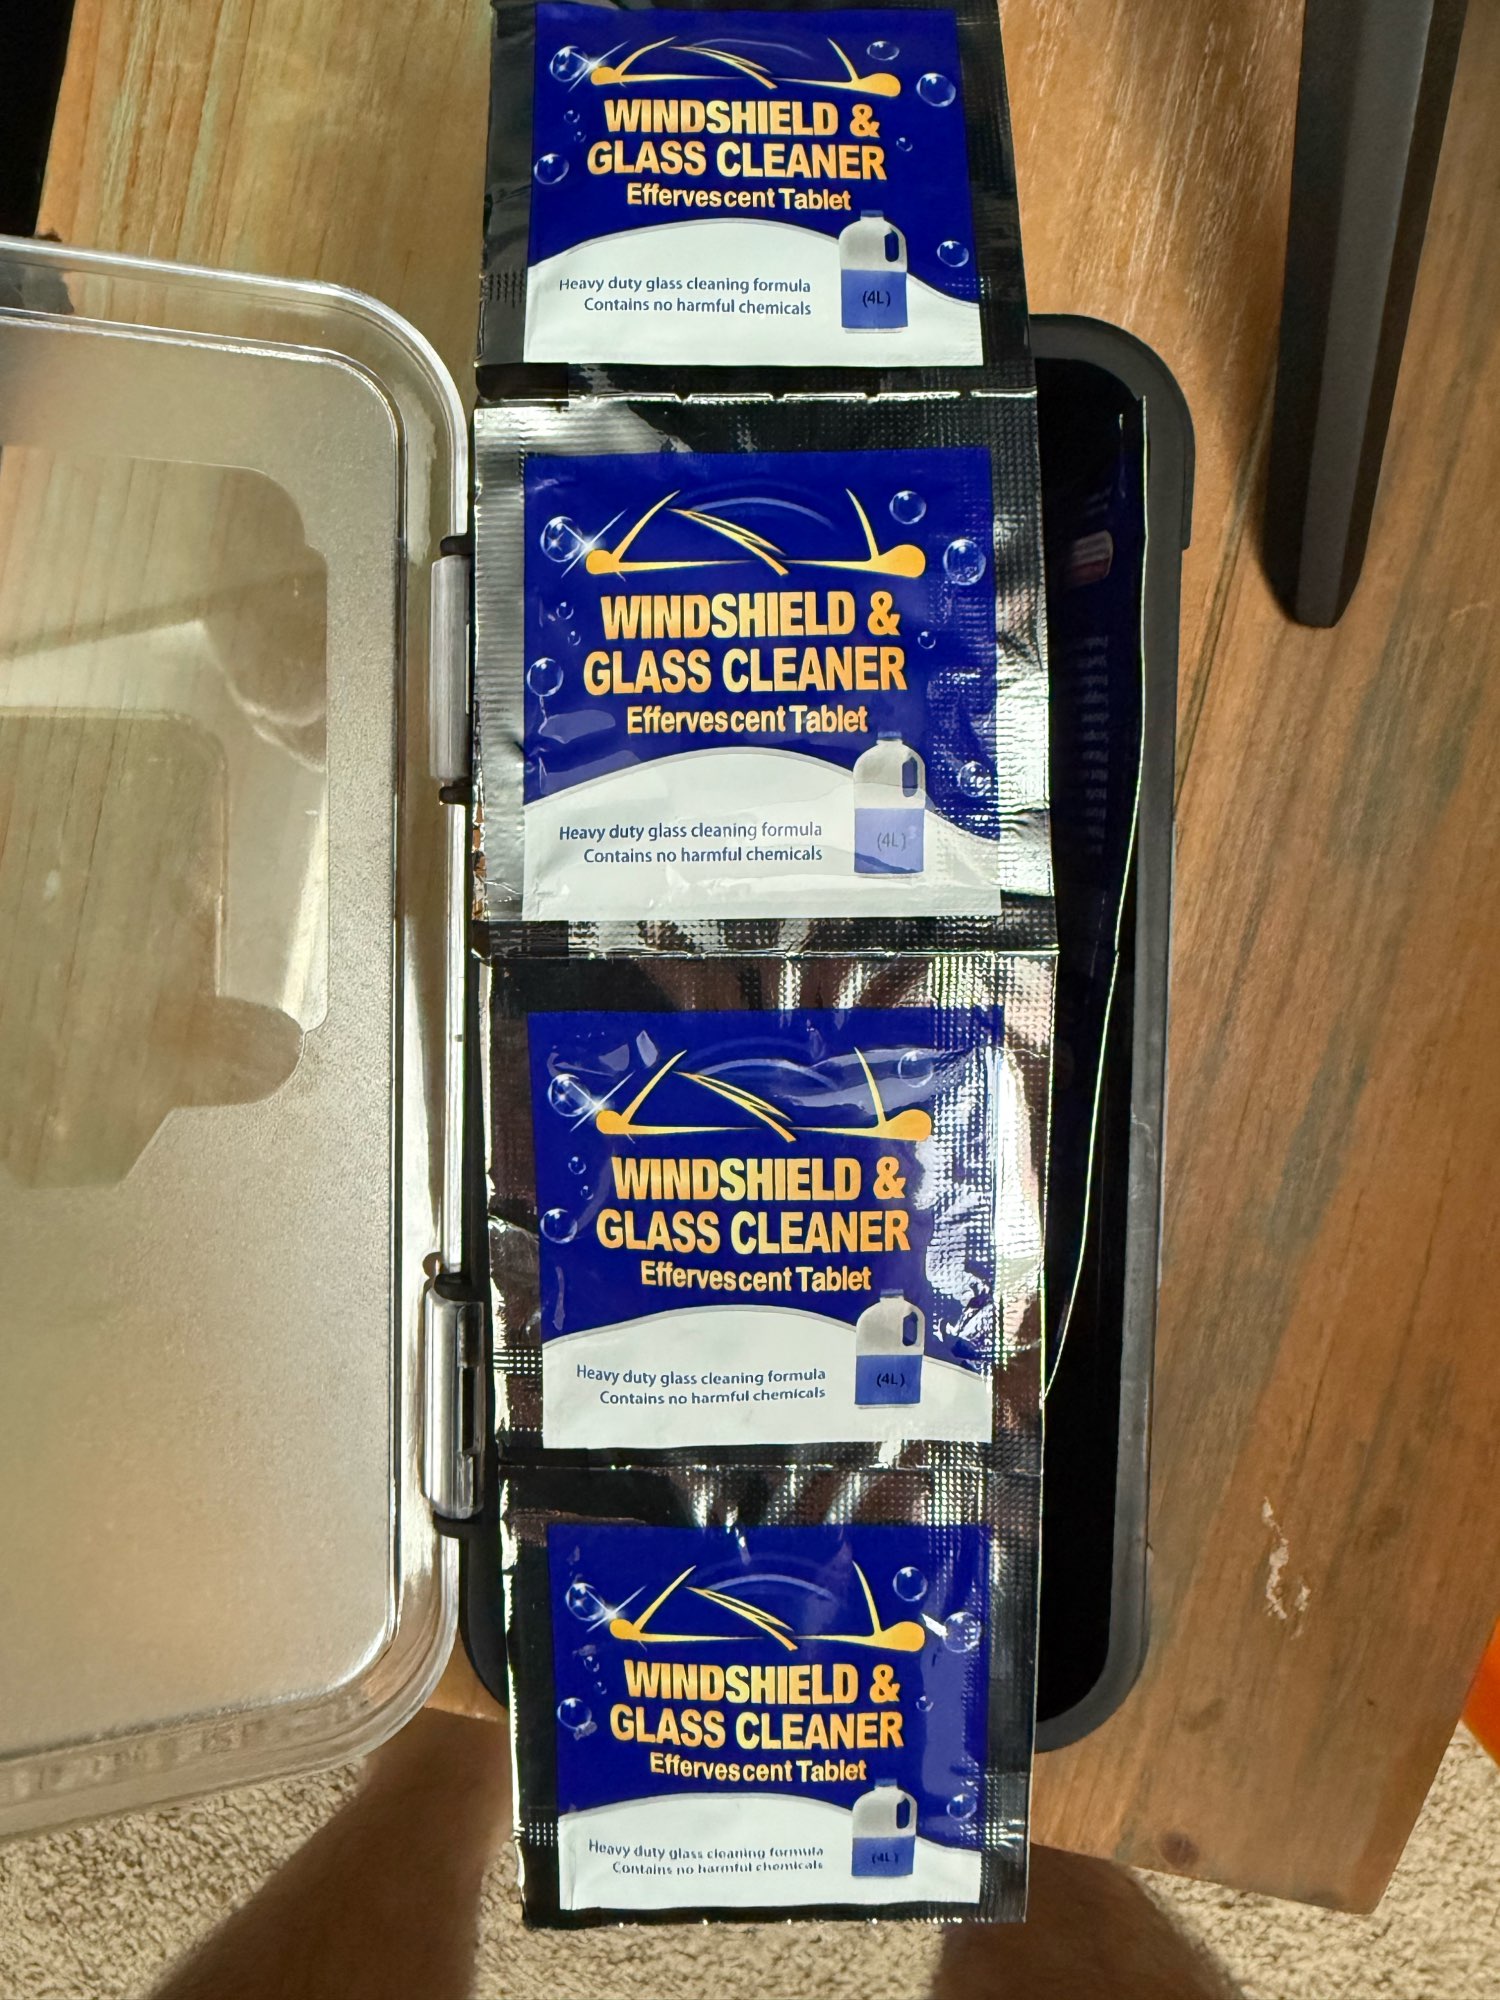 WINDSHIELD &
GLASS CLEANER
Effervescent Tablet
Heavy duty glass cleaning formula
Contains no harmful chemicals
(4L)
WINDSHIELD &
GLASS CLEANER
Effervescent Tablet
Heavy duty glass cleaning formula
Contains no harmful chemicals
(4L)
WINDSHIELD &
GLASS CLEANER
Effervescent Tablet
Heavy duty glass cleaning formula
Contains no harmful chemicals
(4L)
WINDSHIELD &
GLASS CLEANER
Effervescent Tablet
Heavy duty glass cleaning formula
Contains no harmful chemicals
(4L)